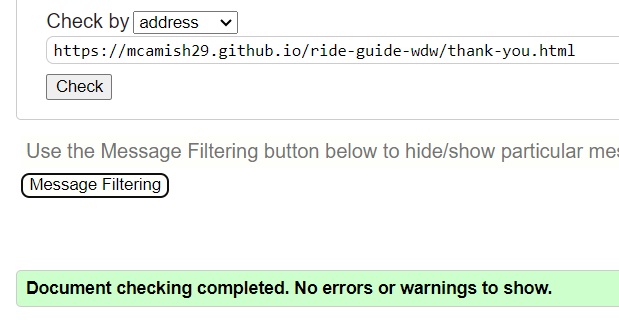 Check by address
https://mcamish29.github.io/ride-guide-wdw/thank-you.html
Check
Use the Message Filtering button below to hide/show particular
Message Filtering
Document checking completed. No errors or warnings to show.